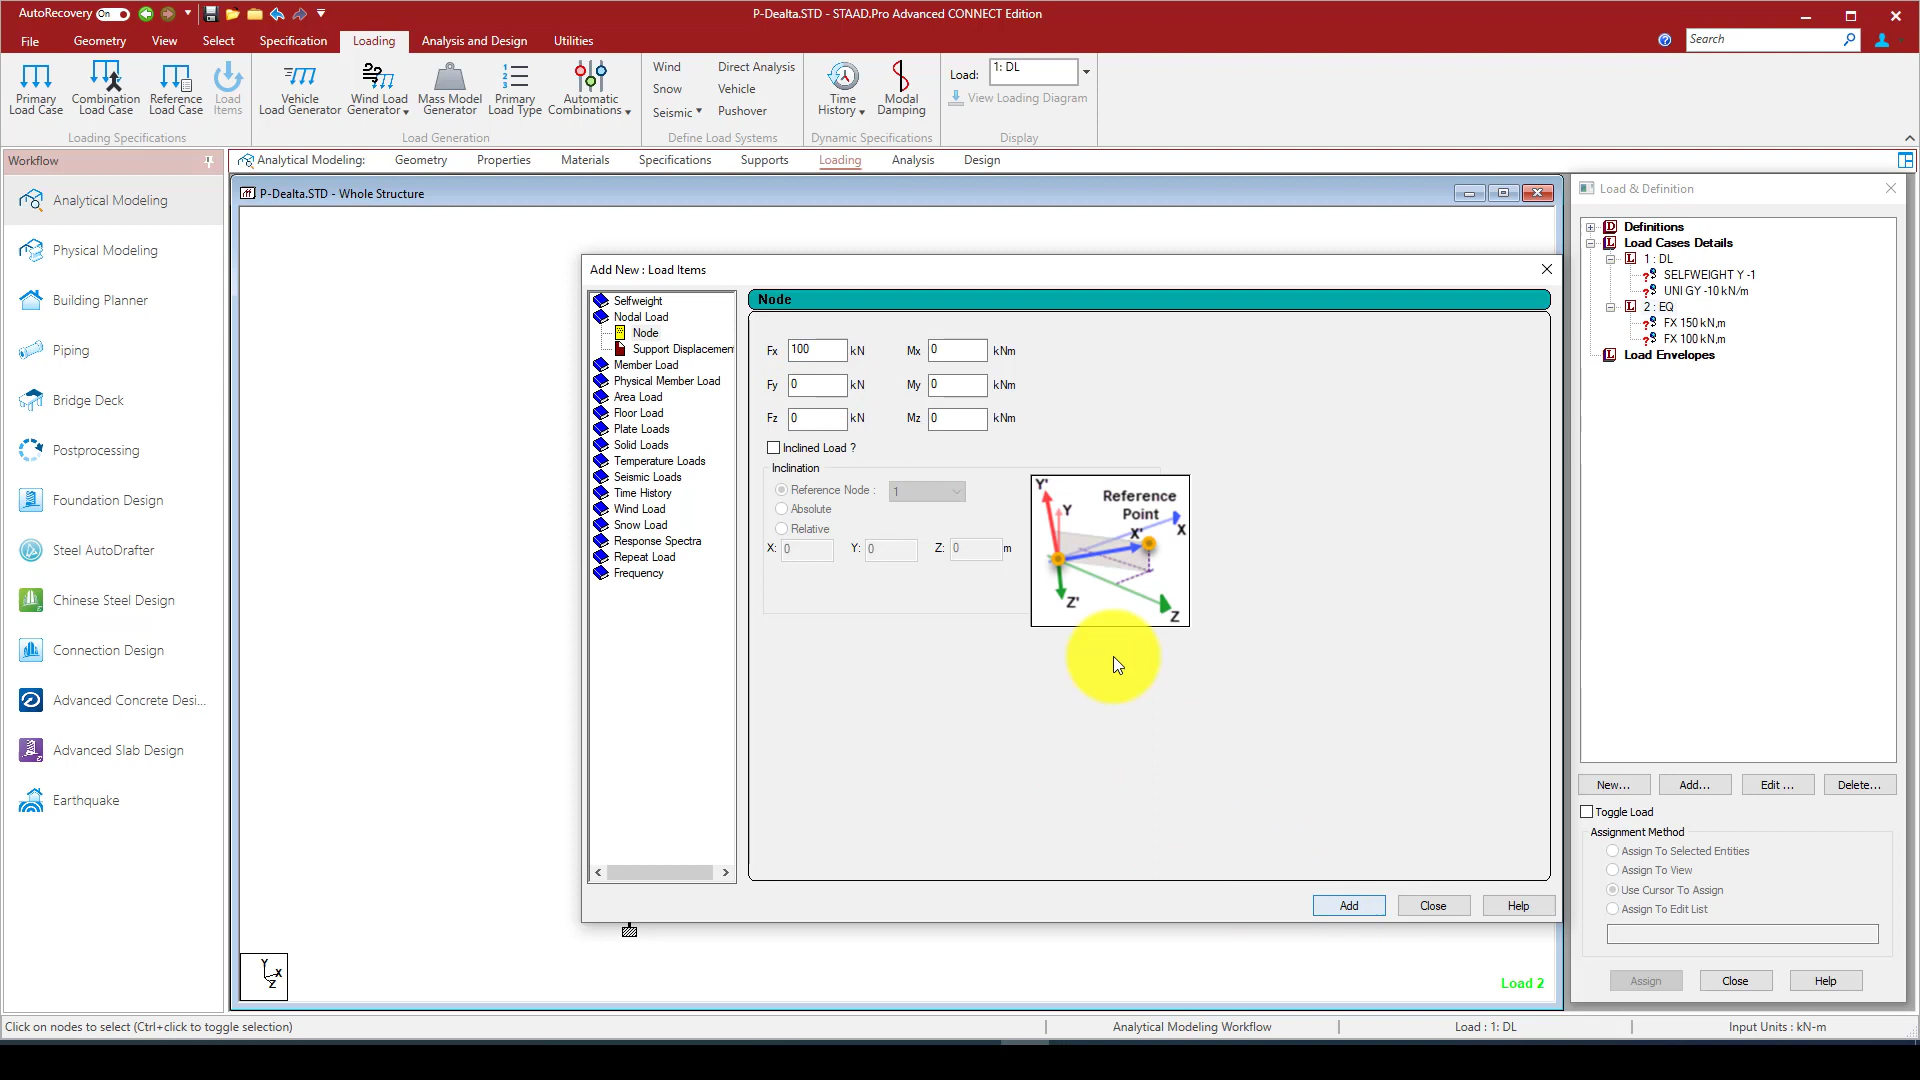 AutoRecovery On
P-Dealta.STD - STAAD.Pro Advanced CONNECT Edition
File Geometry View Select Specification Loading Analysis and Design Utilities
Search
Primary Load Case
Combination Load Case
Reference Load Case
Load Items
Loading Specifications
Vehicle Load Generator
Wind Load Generator
Mass Model Generator
Primary Load Type
Automatic Combinations
Load Generation
Wind Direct Analysis
Snow Vehicle
Seismic Pushover
Define Load Systems
Time History
Modal Damping
Dynamic Specifications
Load: 1: DL
View Loading Diagram
Display
Workflow
Analytical Modeling: Geometry Properties Materials Specifications Supports Loading Analysis Design
Analytical Modeling
Physical Modeling
Building Planner
Piping
Bridge Deck
Postprocessing
Foundation Design
Steel AutoDrafter
Chinese Steel Design
Connection Design
Advanced Concrete Desi...
Advanced Slab Design
Earthquake
P-Dealta.STD - Whole Structure
Add New : Load Items
Selfweight
Nodal Load
Node
Support Displacemen
Member Load
Physical Member Load
Area Load
Floor Load
Plate Loads
Solid Loads
Temperature Loads
Seismic Loads
Time History
Wind Load
Snow Load
Response Spectra
Repeat Load
Frequency
Node
Fx 100 kN Mx 0 kNm
Fy 0 kN My 0 kNm
Fz 0 kN Mz 0 kNm
Inclined Load ?
Inclination
Reference Node : 1
Absolute
Relative
X: 0 Y: 0 Z: 0 m
Y'
Y
Reference Point
X'
X
Z'
Z
Add Close Help
Y
X
Z
Load 2
Load & Definition
D Definitions
L Load Cases Details
L 1 : DL
SELFWEIGHT Y -1
UNI GY -10 kN/m
L 2 : EQ
FX 150 kN,m
FX 100 kN,m
L Load Envelopes
New... Add... Edit ... Delete...
Toggle Load
Assignment Method
Assign To Selected Entities
Assign To View
Use Cursor To Assign
Assign To Edit List
Assign Close Help
Click on nodes to select (Ctrl+click to toggle selection)
Analytical Modeling Workflow
Load : 1: DL
Input Units : kN-m